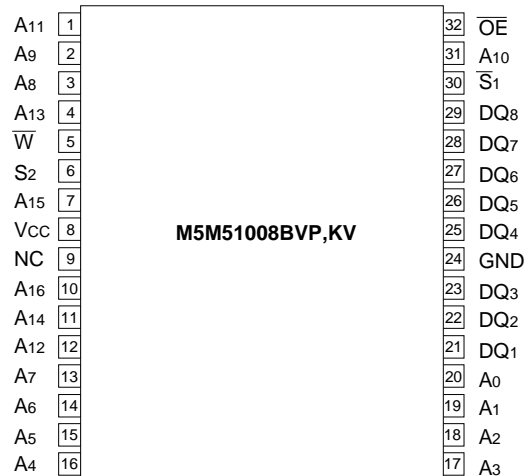 A11 1 32 OE
A9 2 31 A10
A8 3 30 S1
A13 4 29 DQ8
W 5 28 DQ7
S2 6 27 DQ6
A15 7 26 DQ5
VCC 8 M5M51008BVP,KV 25 DQ4
NC 9 24 GND
A16 10 23 DQ3
A14 11 22 DQ2
A12 12 21 DQ1
A7 13 20 A0
A6 14 19 A1
A5 15 18 A2
A4 16 17 A3